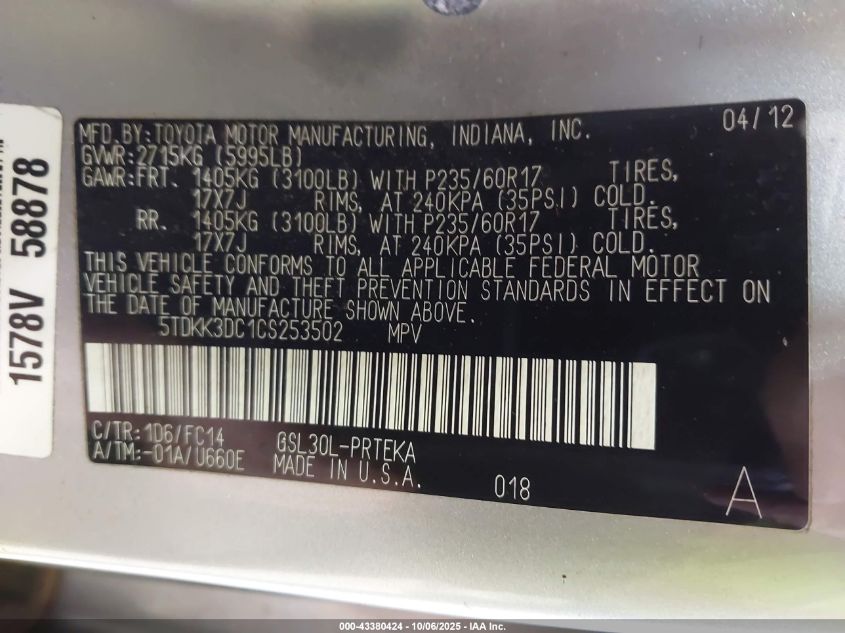 MFD. BY: TOYOTA MOTOR MANUFACTURING, INDIANA, INC. 04/12
GVWR: 2715KG (5995LB)
GAWR: FRT. 1405KG (3100LB) WITH P235/60R17 TIRES,
17X7J RIMS, AT 240KPA (35PSI) COLD.
RR. 1405KG (3100LB) WITH P235/60R17 TIRES,
17X7J RIMS, AT 240KPA (35PSI) COLD.
THIS VEHICLE CONFORMS TO ALL APPLICABLE FEDERAL MOTOR
VEHICLE SAFETY AND THEFT PREVENTION STANDARDS IN EFFECT ON
THE DATE OF MANUFACTURE SHOWN ABOVE.
5TDKK3DC1CS253502 MPV
C/TR: 1D6/FC14 GSL30L-PRTEKA
A/TM: -01A/U660E MADE IN U.S.A. 018 A
1578V 58878
000-43380424 - 10/06/2025 - IAA Inc.